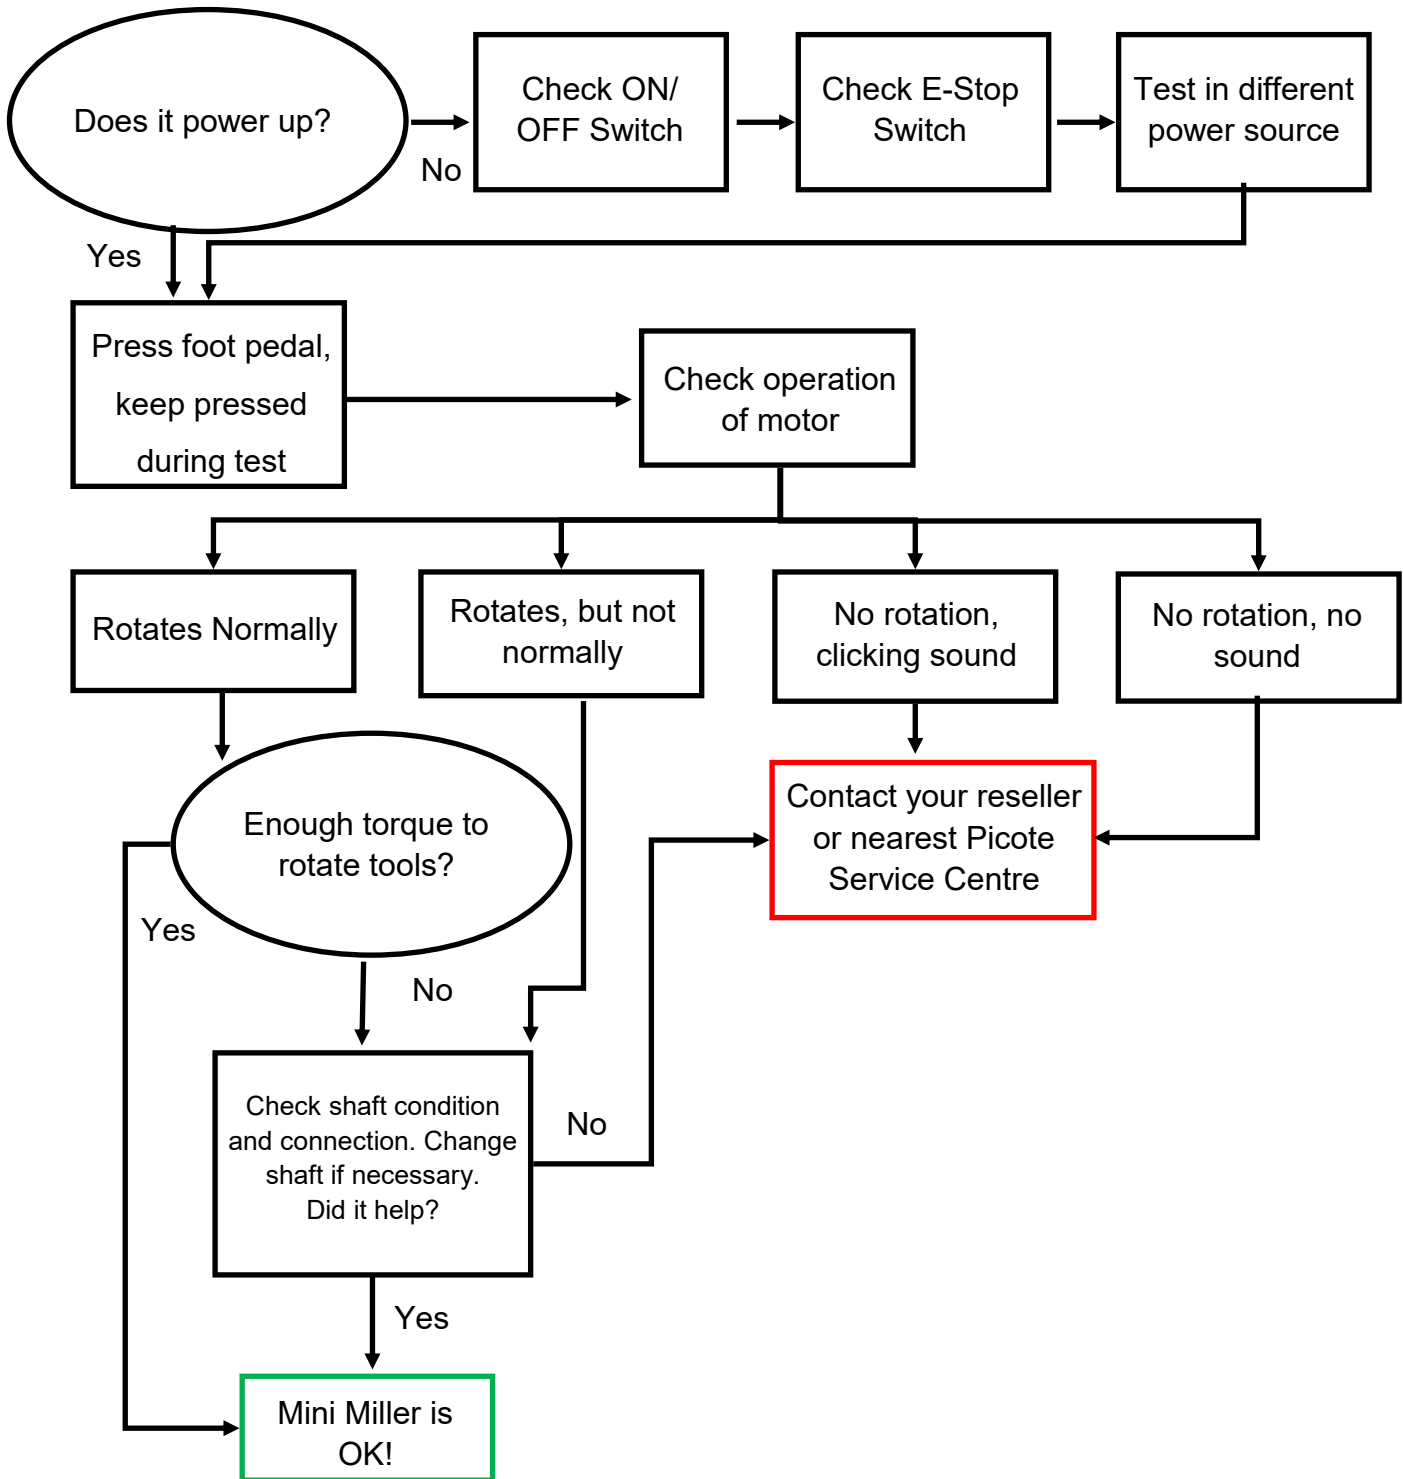 Does it power up?
No
Check ON/
OFF Switch
Check E-Stop
Switch
Test in different
power source
Yes
Press foot pedal,
keep pressed
during test
Check operation
of motor
Rotates Normally
Rotates, but not
normally
No rotation,
clicking sound
No rotation, no
sound
Enough torque to
rotate tools?
Contact your reseller
or nearest Picote
Service Centre
Yes
No
Check shaft condition
and connection. Change
shaft if necessary.
Did it help?
No
Yes
Mini Miller is
OK!